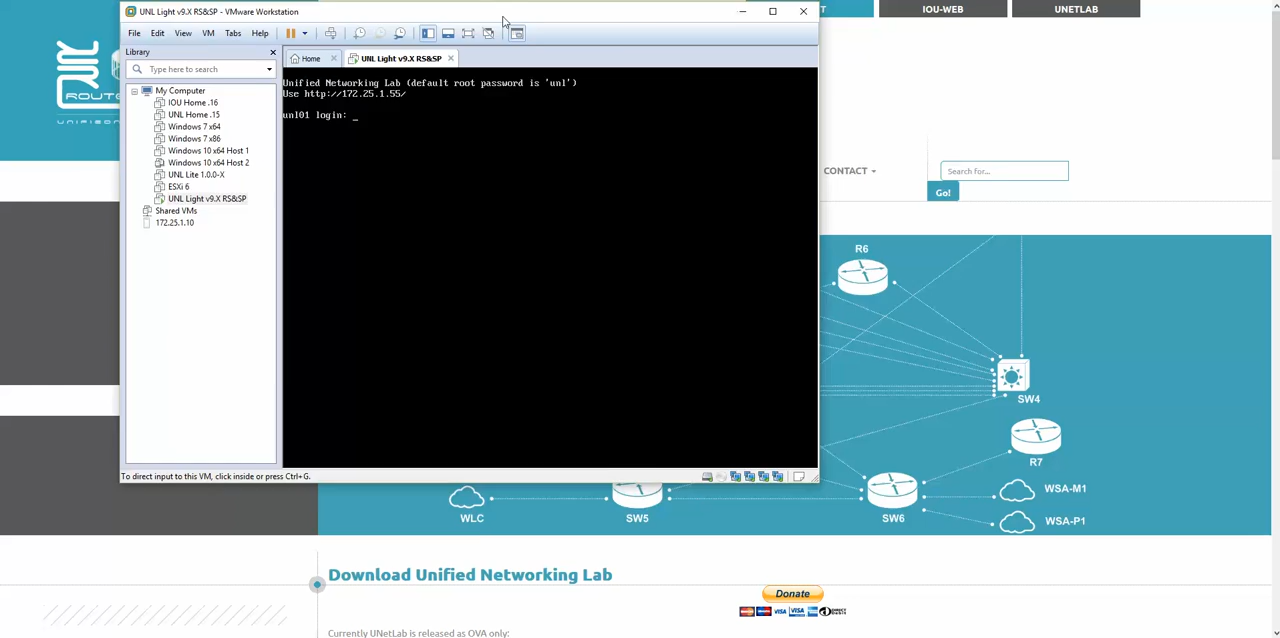 UNL Light v9.X RS&SP - VMware Workstation
IOU-WEB
UNETLAB
File Edit View VM Tabs Help
Library
Type here to search
Home
UNL Light v9.X RS&SP
My Computer
IOU Home .16
UNL Home .15
Windows 7 x64
Windows 7 x86
Windows 10 x64 Host 1
Windows 10 x64 Host 2
UNL Lite 1.0.0-X
ESXi 6
UNL Light v9.X RS&SP
Shared VMs
172.25.1.10
Unified Networking Lab (default root password is 'unl')
Use http://172.25.1.55/
unl01 login: _
CONTACT
Search for...
Go!
R6
SW4
R7
WSA-M1
WSA-P1
WLC
SW5
SW6
To direct input to this VM, click inside or press Ctrl+G.
Download Unified Networking Lab
Donate
Currently UNetLab is released as OVA only: